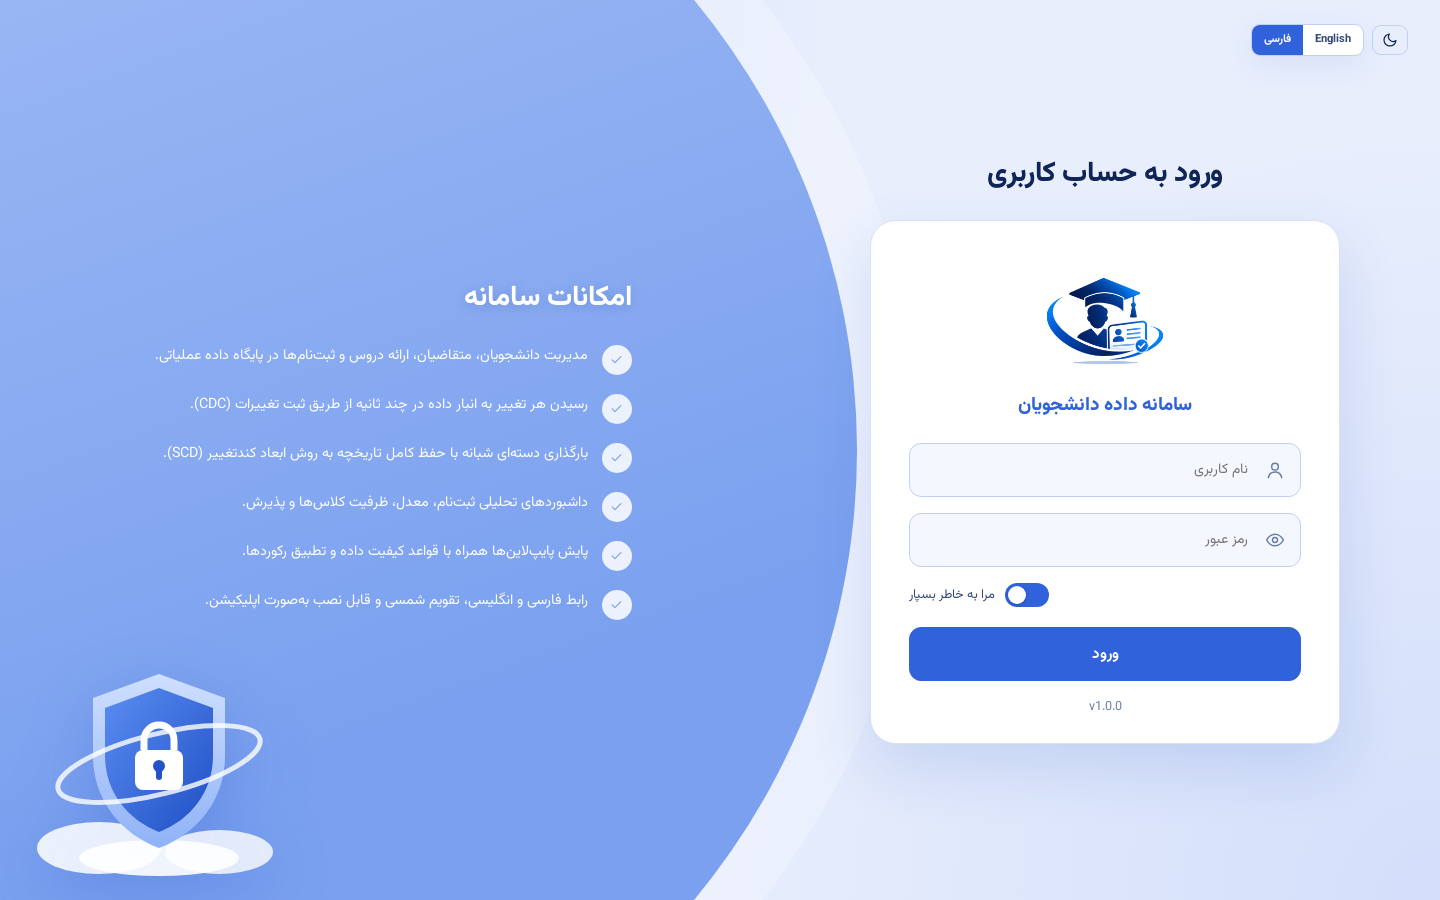 English
فارسی
ورود به حساب کاربری
سامانه داده دانشجویان
نام کاربری
رمز عبور
مرا به خاطر بسپار
ورود
v1.0.0
امکانات سامانه
مدیریت دانشجویان، متقاضیان، ارائه دروس و ثبت‌نام‌ها در پایگاه داده عملیاتی.
رسیدن هر تغییر به انبار داده در چند ثانیه از طریق ثبت تغییرات (CDC).
بارگذاری دسته‌ای شبانه با حفظ کامل تاریخچه به روش ابعاد کندتغییر (SCD).
داشبوردهای تحلیلی ثبت‌نام، معدل، ظرفیت کلاس‌ها و پذیرش.
پایش پایپ‌لاین‌ها همراه با قواعد کیفیت داده و تطبیق رکوردها.
رابط فارسی و انگلیسی، تقویم شمسی و قابل نصب به‌صورت اپلیکیشن.